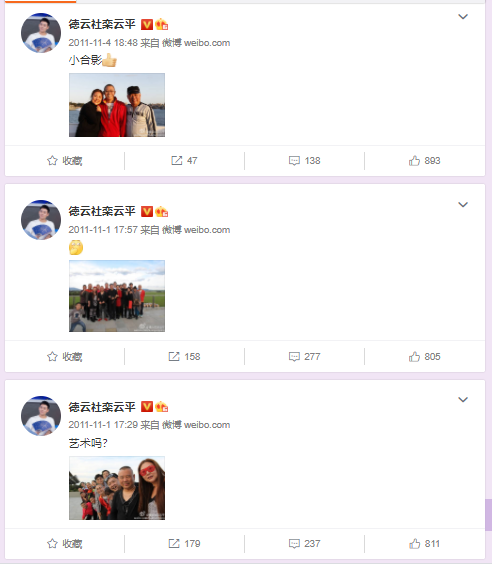 德云社栾云平
2011-11-4 18:48 来自 微博 weibo.com
小合影
收藏
47
138
893
德云社栾云平
2011-11-1 17:57 来自 微博 weibo.com
收藏
158
277
805
德云社栾云平
2011-11-1 17:29 来自 微博 weibo.com
艺术吗?
收藏
179
237
811